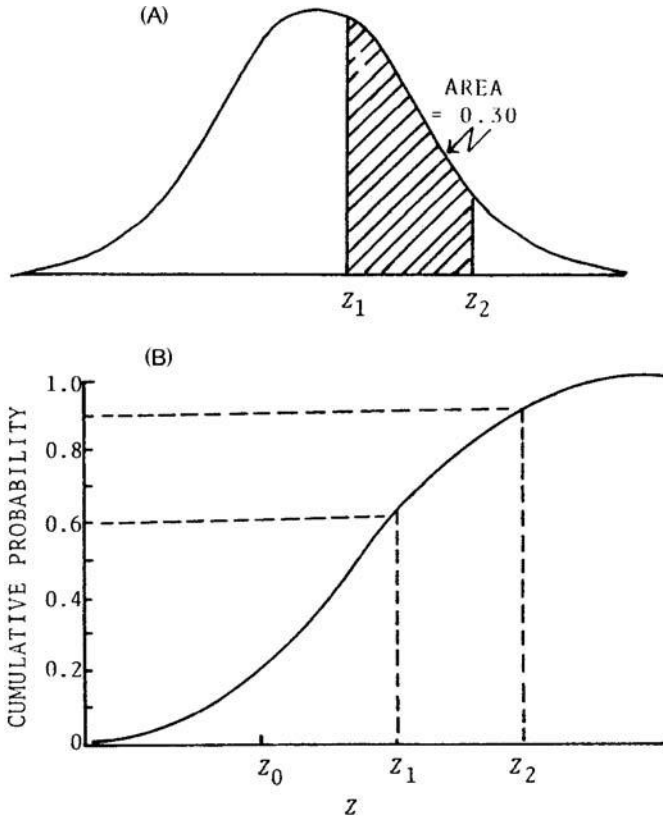 (A)
AREA
= 0.30
Z1 Z2
(B)
CUMULATIVE PROBABILITY
1.0
0.8
0.6
0.4
0.2
0
Z0 Z1 Z2
Z